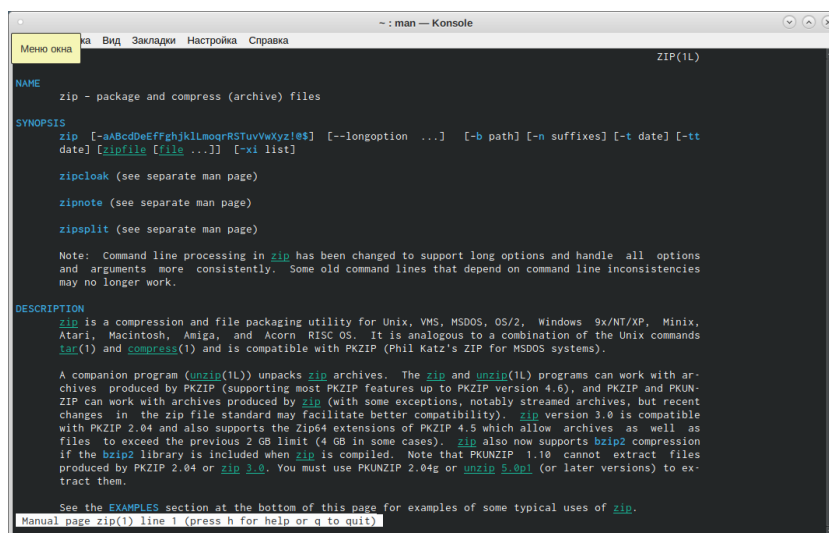 ~ : man — Konsole
Меню окна
ка Вид Закладки Настройка Справка
ZIP(1L)
NAME
zip - package and compress (archive) files
SYNOPSIS
zip [-aABcdDeEfFghjklLmoqrRSTuvVwXyz!@$] [--longoption ...] [-b path] [-n suffixes] [-t date] [-tt
date] [zipfile [file ...]] [-xi list]
zipcloak (see separate man page)
zipnote (see separate man page)
zipsplit (see separate man page)
Note: Command line processing in zip has been changed to support long options and handle all options
and arguments more consistently. Some old command lines that depend on command line inconsistencies
may no longer work.
DESCRIPTION
zip is a compression and file packaging utility for Unix, VMS, MSDOS, OS/2, Windows 9x/NT/XP, Minix,
Atari, Macintosh, Amiga, and Acorn RISC OS. It is analogous to a combination of the Unix commands
tar(1) and compress(1) and is compatible with PKZIP (Phil Katz's ZIP for MSDOS systems).
A companion program (unzip(1L)) unpacks zip archives. The zip and unzip(1L) programs can work with ar-
chives produced by PKZIP (supporting most PKZIP features up to PKZIP version 4.6), and PKZIP and PKUN-
ZIP can work with archives produced by zip (with some exceptions, notably streamed archives, but recent
changes in the zip file standard may facilitate better compatibility). zip version 3.0 is compatible
with PKZIP 2.04 and also supports the Zip64 extensions of PKZIP 4.5 which allow archives as well as
files to exceed the previous 2 GB limit (4 GB in some cases). zip also now supports bzip2 compression
if the bzip2 library is included when zip is compiled. Note that PKUNZIP 1.10 cannot extract files
produced by PKZIP 2.04 or zip 3.0. You must use PKUNZIP 2.04g or unzip 5.0p1 (or later versions) to ex-
tract them.
See the EXAMPLES section at the bottom of this page for examples of some typical uses of zip.
Manual page zip(1) line 1 (press h for help or q to quit)